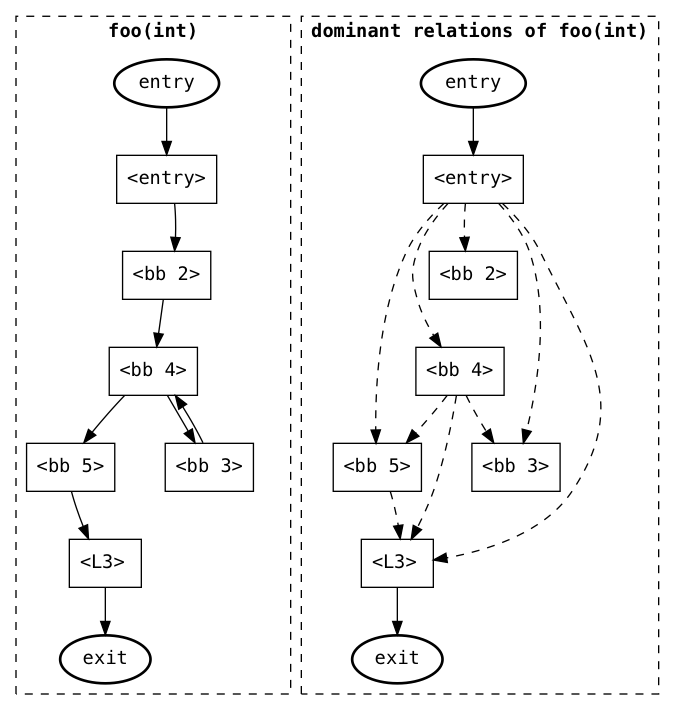 foo(int)
entry
<entry>
<bb 2>
<bb 4>
<bb 5>
<bb 3>
<L3>
exit
dominant relations of foo(int)
entry
<entry>
<bb 2>
<bb 4>
<bb 5>
<bb 3>
<L3>
exit